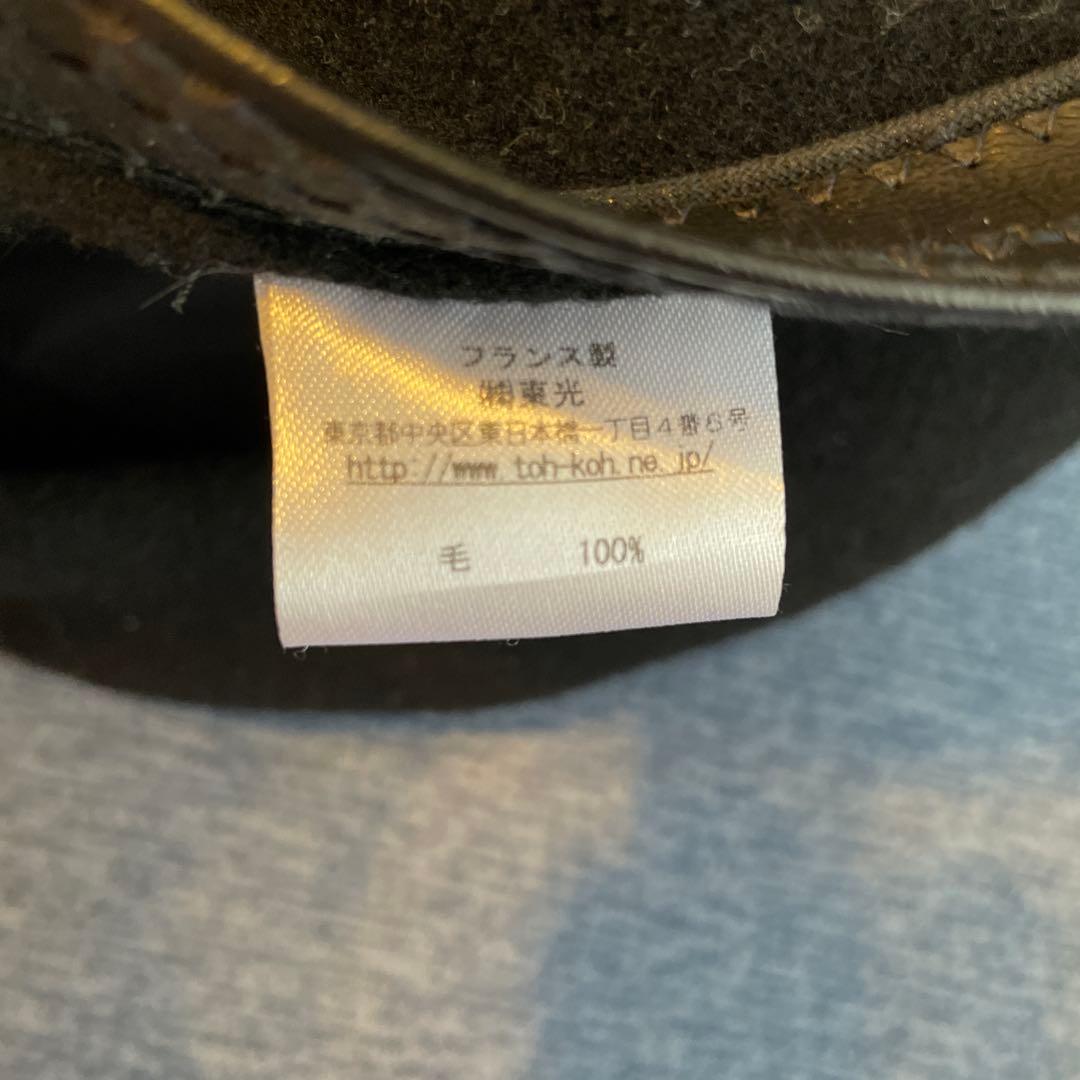 フランス製
㈱東光
東京都中央区東日本橋一丁目4番6号
http://www.toh-koh.ne.jp/
毛 100%